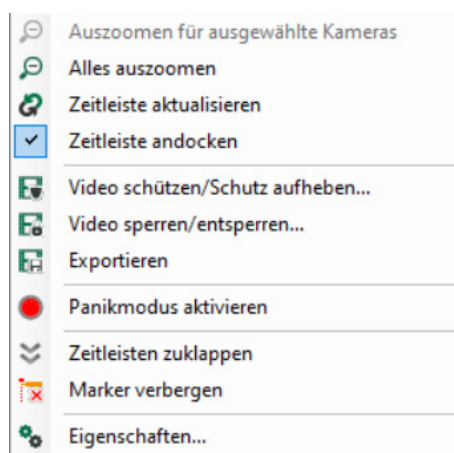 Auszoomen für ausgewählte Kameras
Alles auszoomen
Zeitleiste aktualisieren
Zeitleiste andocken
Video schützen/Schutz aufheben...
Video sperren/entsperren...
Exportieren
Panikmodus aktivieren
Zeitleisten zuklappen
Marker verbergen
Eigenschaften...